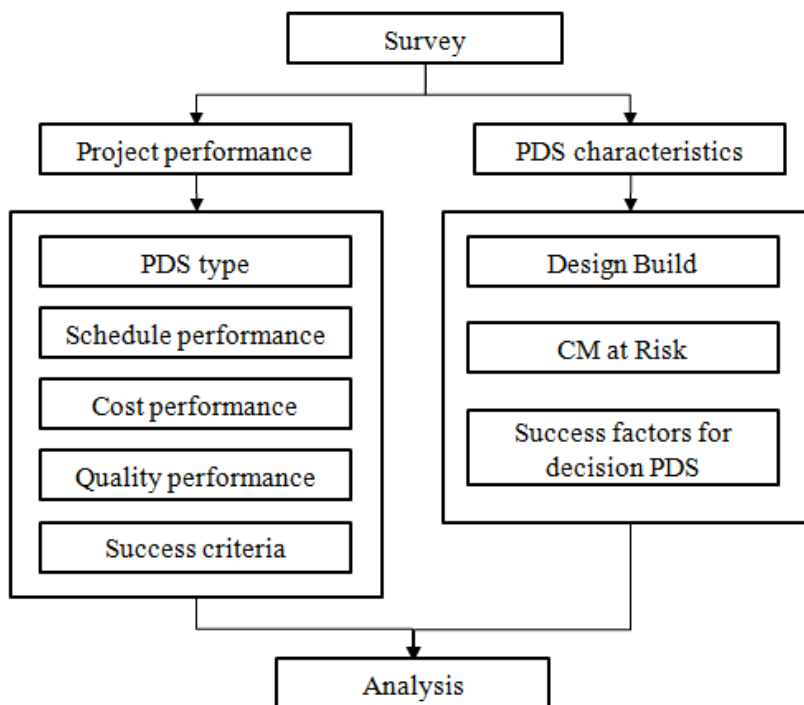 Survey
Project performance
PDS characteristics
PDS type
Schedule performance
Cost performance
Quality performance
Success criteria
Design Build
CM at Risk
Success factors for
decision PDS
Analysis